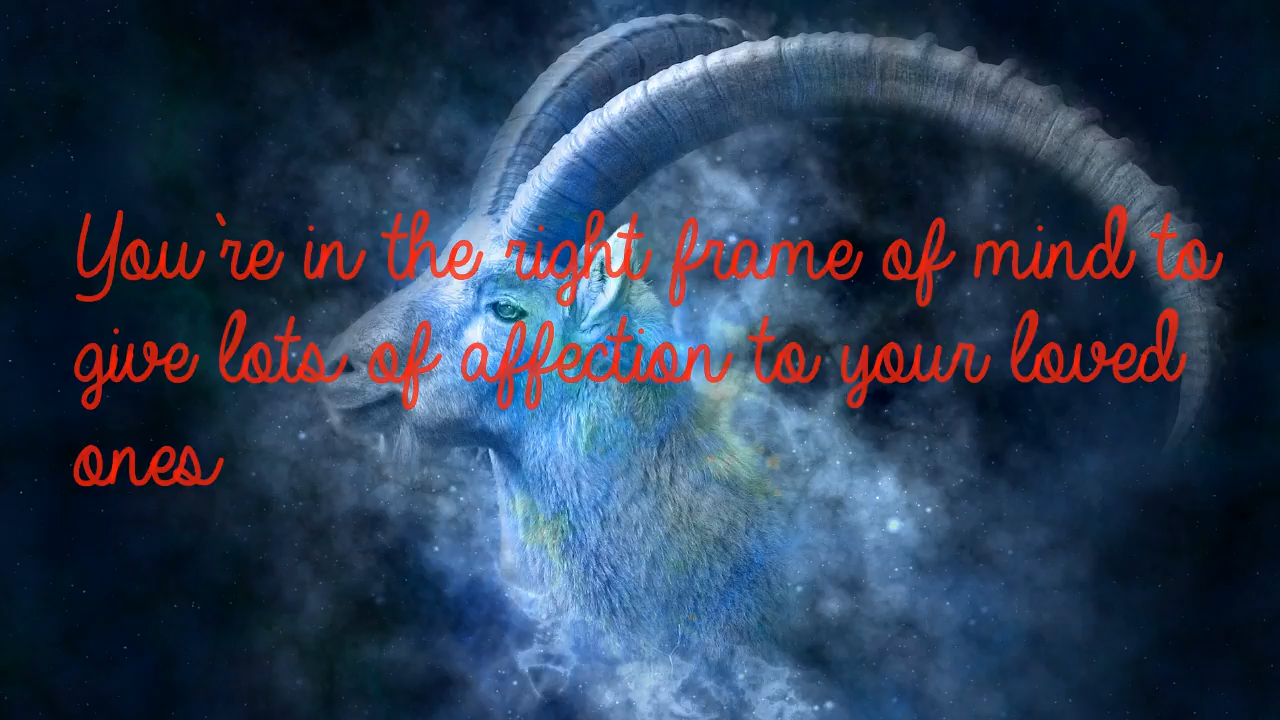 You`re in the right frame of mind to
give lots of affection to your loved
ones